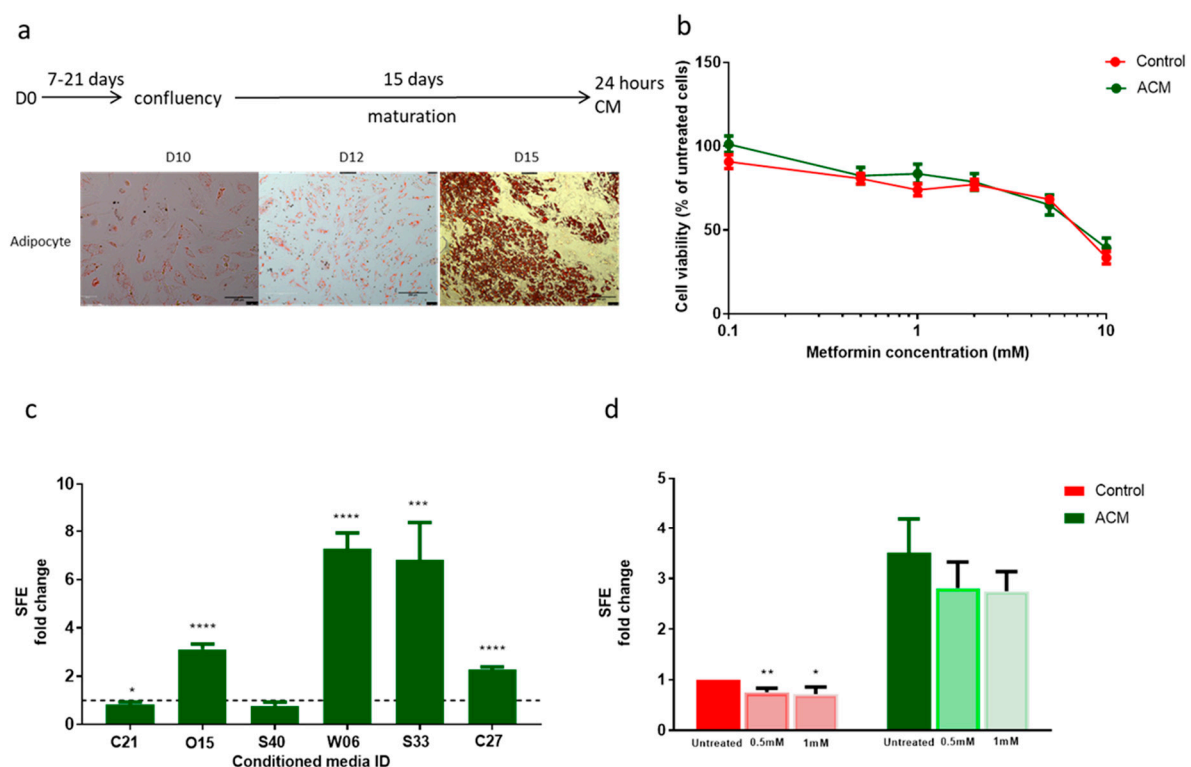 a
7-21 days
15 days
24 hours
D0
confluency
CM
maturation
D10
D12
D15
Adipocyte
b
Control
ACM
Cell viability (% of untreated cells)
150
100
50
0
0.1
1
10
Metformin concentration (mM)
c
SFE
fold change
10
8
6
4
2
0
*
****
****
***
****
C21
O15
S40
W06
S33
C27
Conditioned media ID
d
Control
ACM
SFE
fold change
5
4
3
2
1
0
**
*
Untreated
0.5mM
1mM
Untreated
0.5mM
1mM